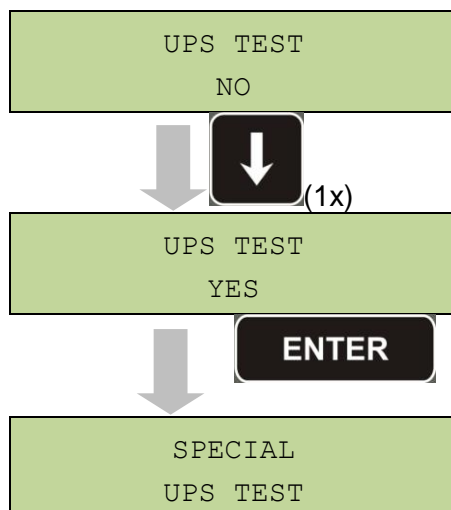 UPS TEST
NO
(1x)
UPS TEST
YES
ENTER
SPECIAL
UPS TEST